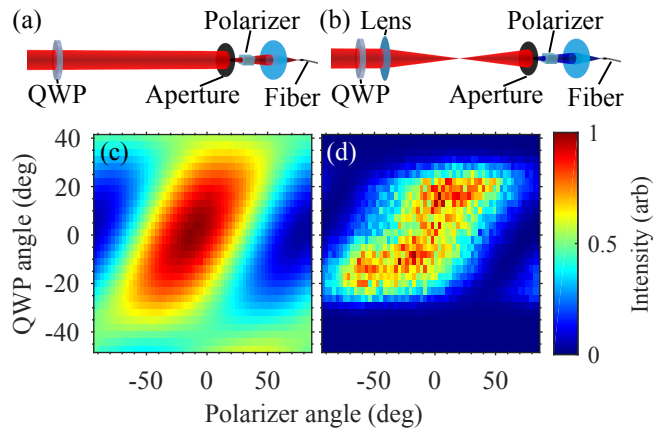 (a) Polarizer
QWP Aperture Fiber
(b) Lens Polarizer
QWP Aperture Fiber
(c)
(d)
QWP angle (deg)
40
20
0
-20
-40
-50 0 50
-50 0 50
Polarizer angle (deg)
1
0.5
0
Intensity (arb)